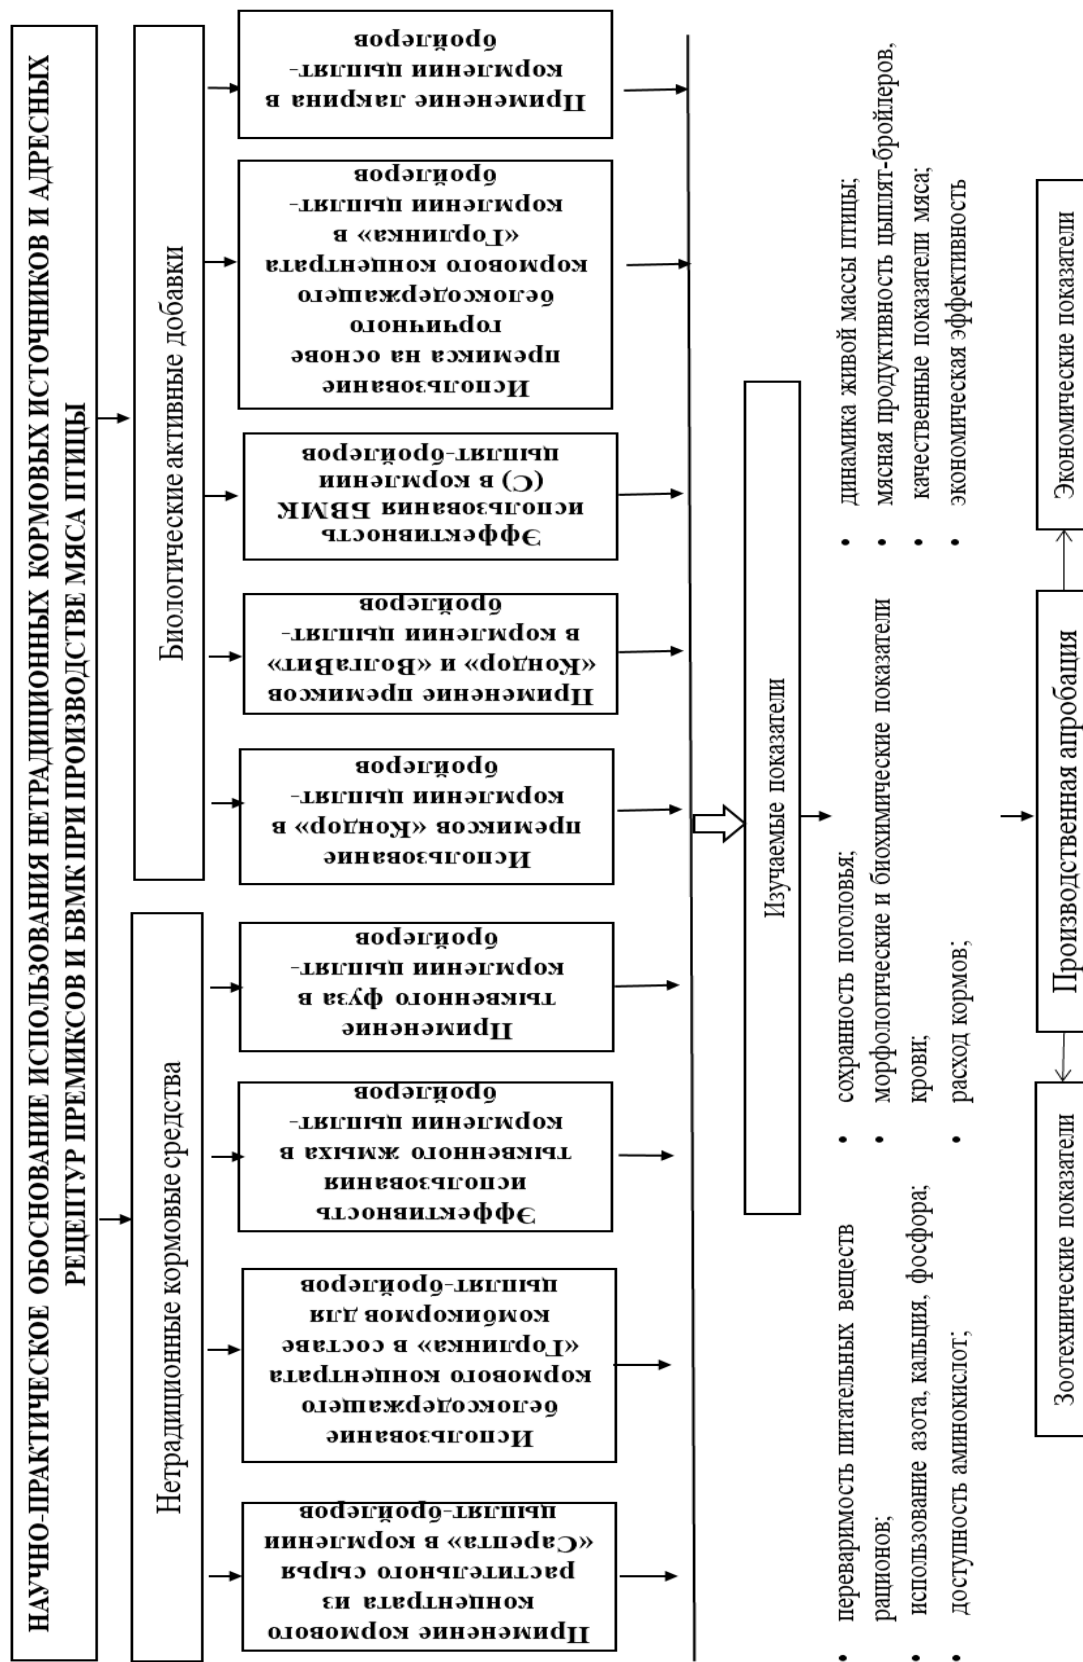 НАУЧНО-ПРАКТИЧЕСКОЕ ОБОСНОВАНИЕ ИСПОЛЬЗОВАНИЯ НЕТРАДИЦИОННЫХ КОРМОВЫХ ИСТОЧНИКОВ И АДРЕСНЫХ
РЕЦЕПТУР ПРЕМИКСОВ И БВМК ПРИ ПРОИЗВОДСТВЕ МЯСА ПТИЦЫ
Нетрадиционные кормовые средства
Биологические активные добавки
Применение кормового
концентрата из
растительного сырья
«Сарепта» в кормлении
цыплят-бройлеров
Использование
белоксодержащего
кормового концентрата
«Горлинка» в составе
комбикормов для
цыплят-бройлеров
Эффективность
использования
тыквенного жмыха в
кормлении цыплят-
бройлеров
Применение
тыквенного фуза в
кормлении цыплят-
бройлеров
Использование
премиксов «Кондор» в
кормлении цыплят-
бройлеров
Применение премиксов
«Кондор» и «ВолгаВит»
в кормлении цыплят-
бройлеров
Эффективность
использования БВМК
(С) в кормлении
цыплят-бройлеров
Использование
премикса на основе
горчичного
белоксодержащего
кормового концентрата
«Горлинка» в
кормлении цыплят-
бройлеров
Применение лакрина в
кормлении цыплят-
бройлеров
Изучаемые показатели
• переваримость питательных веществ
рационов;
• использование азота, кальция, фосфора;
• доступность аминокислот;
• сохранность поголовья;
• морфологические и биохимические показатели
крови;
• расход кормов;
• динамика живой массы птицы;
• мясная продуктивность цыплят-бройлеров,
• качественные показатели мяса;
• экономическая эффективность
Зоотехнические показатели
Производственная апробация
Экономические показатели